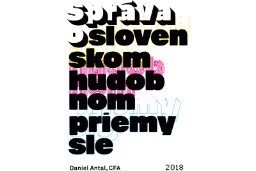 Správa
o sloven
skom
hudob
nom
priemy
sle
Daniel Antal, CFA 2018